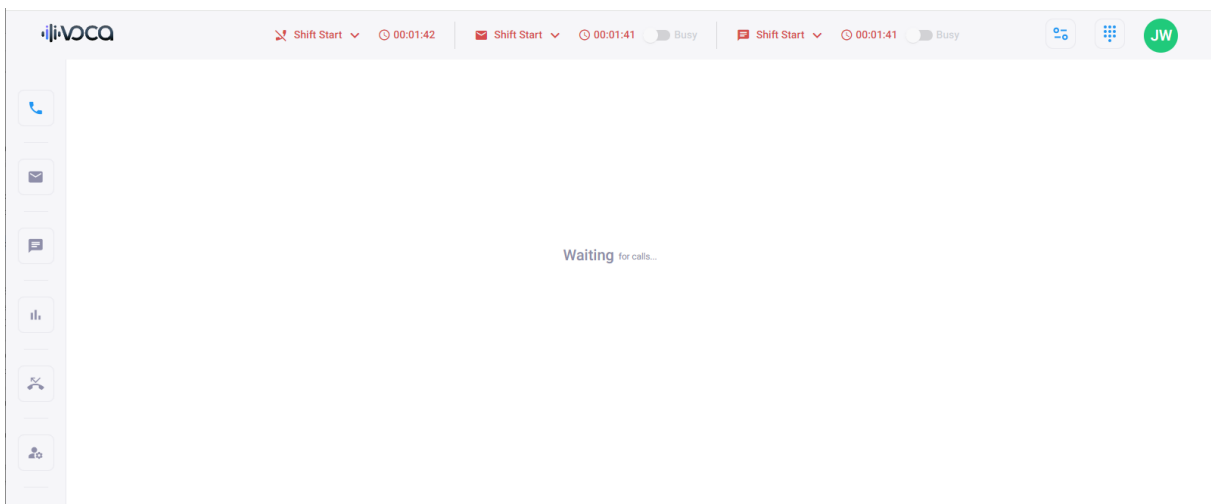 VOCA
Shift Start 00:01:42 Shift Start 00:01:41 Busy Shift Start 00:01:41 Busy JW
Waiting for calls...